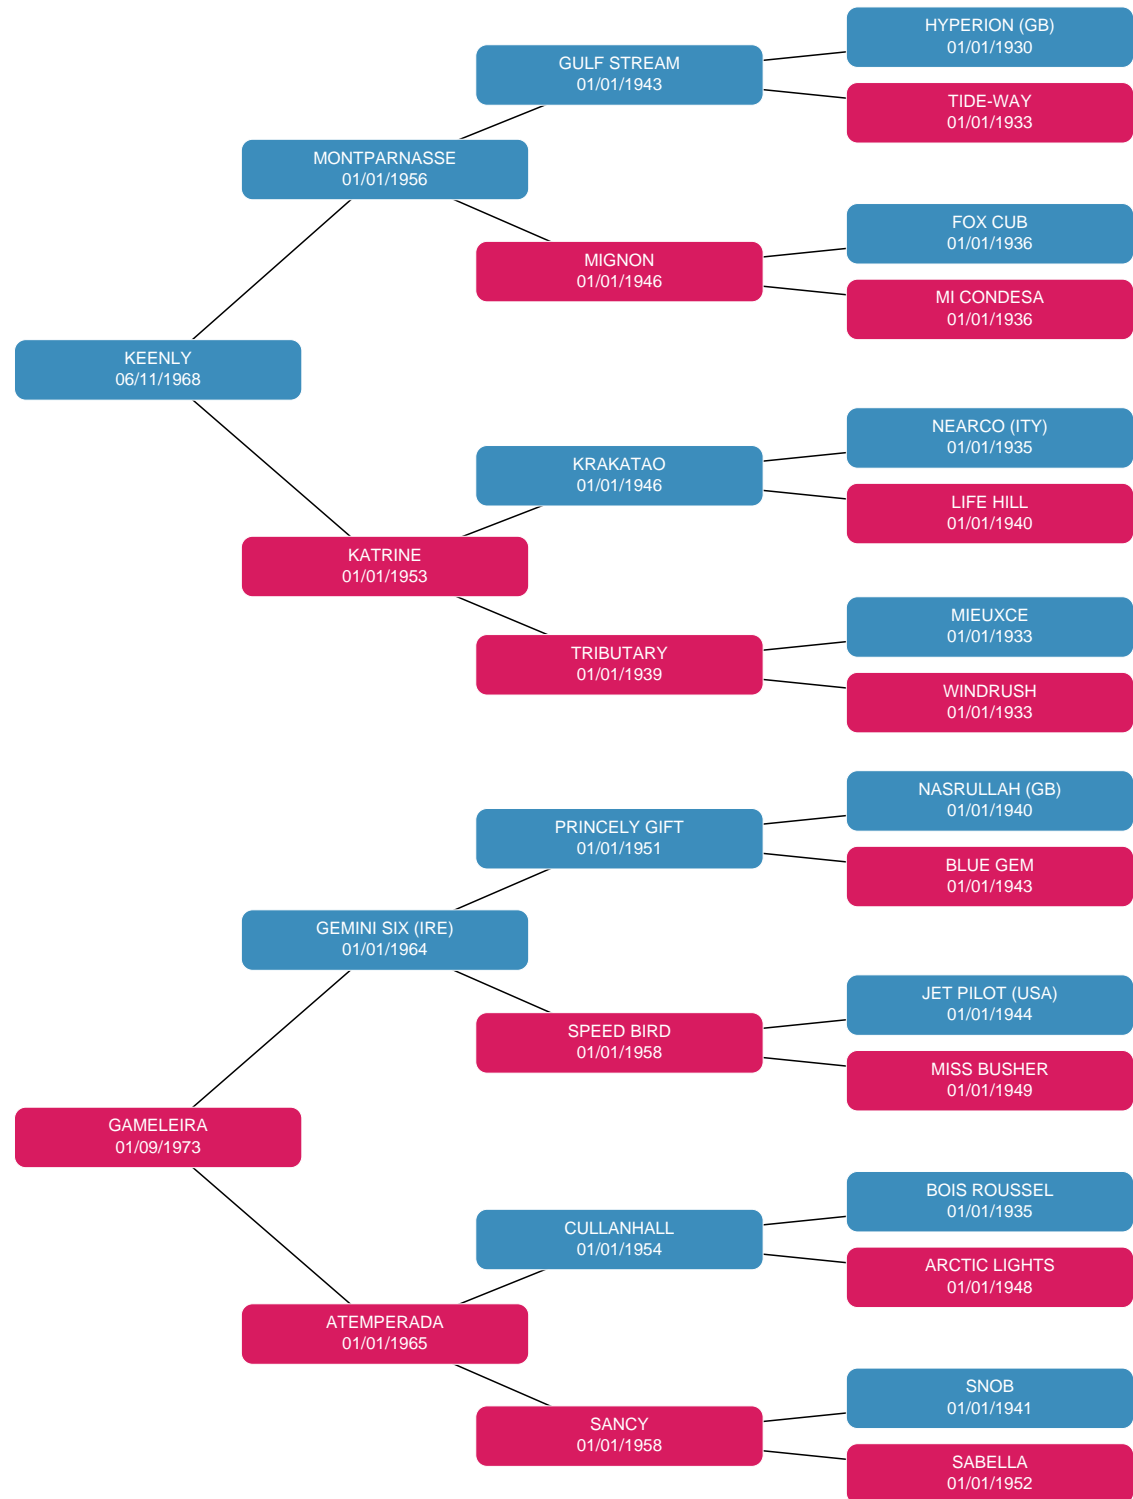 HYPERION (GB)
01/01/1930
GULF STREAM
01/01/1943
TIDE-WAY
01/01/1933
MONTPARNASSE
01/01/1956
FOX CUB
01/01/1936
MIGNON
01/01/1946
MI CONDESA
01/01/1936
KEENLY
06/11/1968
NEARCO (ITY)
01/01/1935
KRAKATAO
01/01/1946
LIFE HILL
01/01/1940
KATRINE
01/01/1953
MIEUXCE
01/01/1933
TRIBUTARY
01/01/1939
WINDRUSH
01/01/1933
NASRULLAH (GB)
01/01/1940
PRINCELY GIFT
01/01/1951
BLUE GEM
01/01/1943
GEMINI SIX (IRE)
01/01/1964
JET PILOT (USA)
01/01/1944
SPEED BIRD
01/01/1958
MISS BUSHER
01/01/1949
GAMELEIRA
01/09/1973
BOIS ROUSSEL
01/01/1935
CULLANHALL
01/01/1954
ARCTIC LIGHTS
01/01/1948
ATEMPERADA
01/01/1965
SNOB
01/01/1941
SANCY
01/01/1958
SABELLA
01/01/1952